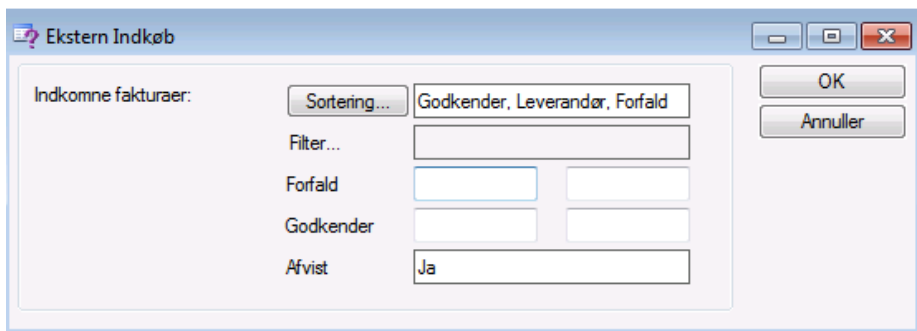 Ekstern Indkøb
Indkomne fakturaer:
Sortering... Godkender, Leverandør, Forfald
OK
Filter...
Annuller
Forfald
Godkender
Afvist Ja